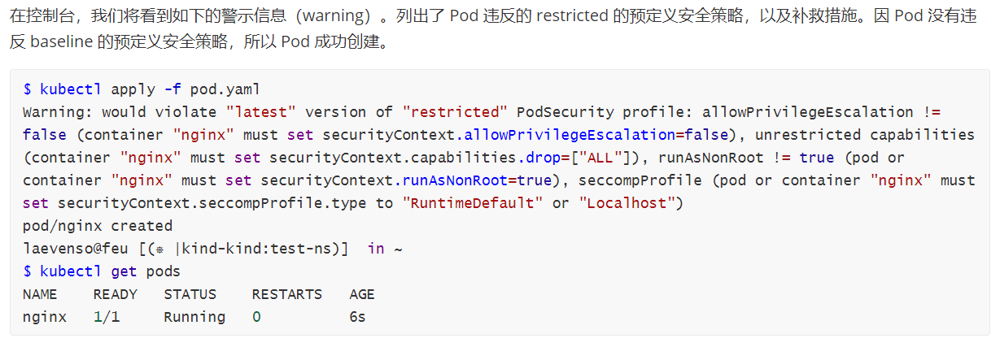 在控制台，我们将看到如下的警示信息（warning）。列出了 Pod 违反的 restricted 的预定义安全策略，以及补救措施。因 Pod 没有违
反 baseline 的预定义安全策略，所以 Pod 成功创建。
$ kubectl apply -f pod.yaml
Warning: would violate "latest" version of "restricted" PodSecurity profile: allowPrivilegeEscalation !=
false (container "nginx" must set securityContext.allowPrivilegeEscalation=false), unrestricted capabilities
(container "nginx" must set securityContext.capabilities.drop=["ALL"]), runAsNonRoot != true (pod or
container "nginx" must set securityContext.runAsNonRoot=true), seccompProfile (pod or container "nginx" must
set securityContext.seccompProfile.type to "RuntimeDefault" or "Localhost")
pod/nginx created
laevenso@feu [(⎈ |kind-kind:test-ns)]  in ~
$ kubectl get pods
NAME    READY   STATUS    RESTARTS   AGE
nginx   1/1     Running   0          6s